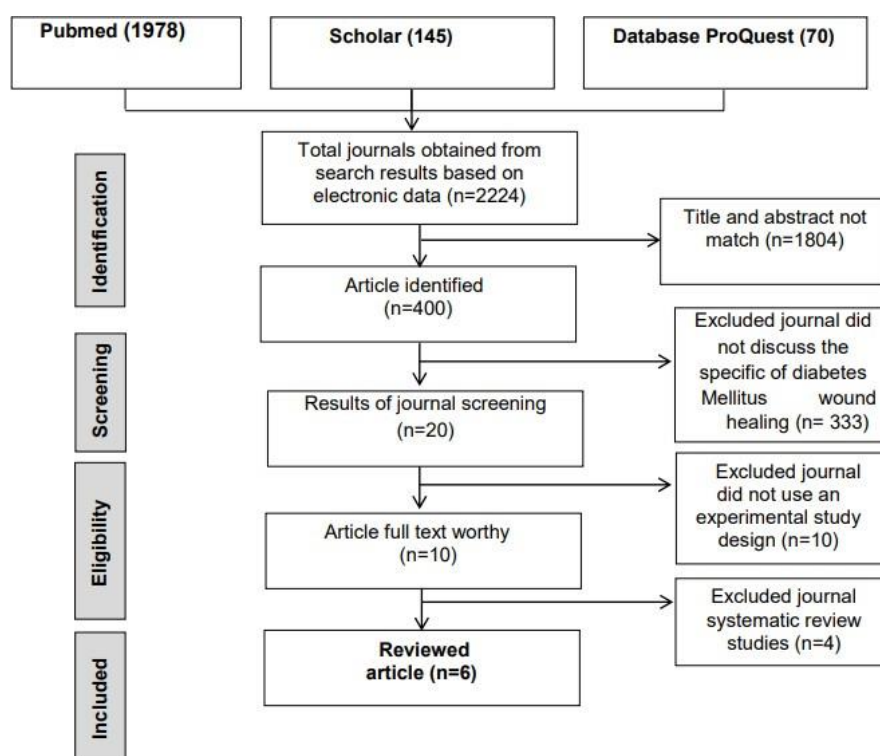 Pubmed (1978)
Scholar (145)
Database ProQuest (70)
Identification
Total journals obtained from
search results based on
electronic data (n=2224)
Title and abstract not
match (n=1804)
Article identified
(n=400)
Screening
Excluded journal did
not discuss the
specific of diabetes
Mellitus wound
healing (n= 333)
Results of journal screening
(n=20)
Eligibility
Excluded journal
did not use an
experimental study
design (n=10)
Article full text worthy
(n=10)
Excluded journal
systematic review
studies (n=4)
Included
Reviewed
article (n=6)